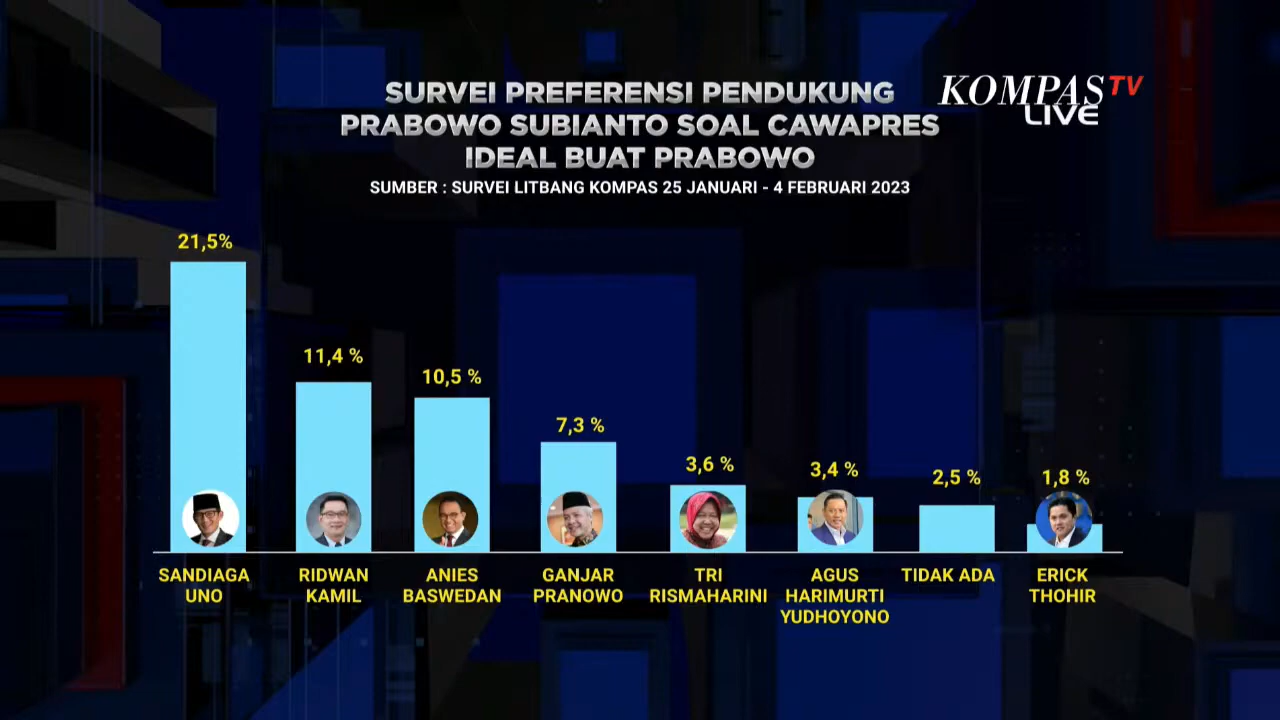 SURVEI PREFERENSI PENDUKUNG
PRABOWO SUBIANTO SOAL CAWAPRES
IDEAL BUAT PRABOWO
SUMBER : SURVEI LITBANG KOMPAS 25 JANUARI - 4 FEBRUARI 2023
KOMPAS TV
LIVE
21,5%
11,4 %
10,5 %
7,3 %
3,6 %
3,4 %
2,5 %
1,8 %
SANDIAGA
UNO
RIDWAN
KAMIL
ANIES
BASWEDAN
GANJAR
PRANOWO
TRI
RISMAHARINI
AGUS
HARIMURTI
YUDHOYONO
TIDAK ADA
ERICK
THOHIR